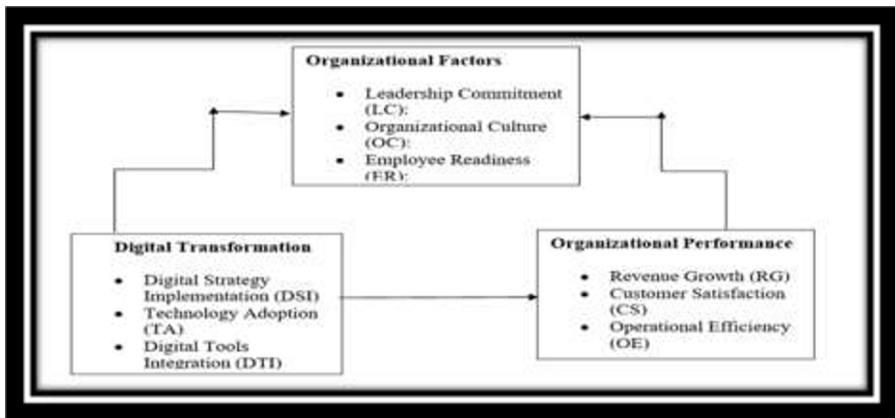 Organizational Factors
• Leadership Commitment
(LC):
• Organizational Culture
(OC):
• Employee Readiness
(ER):
Digital Transformation
• Digital Strategy
Implementation (DSI)
• Technology Adoption
(TA)
• Digital Tools
Integration (DTI)
Organizational Performance
• Revenue Growth (RG)
• Customer Satisfaction
(CS)
• Operational Efficiency
(OE)